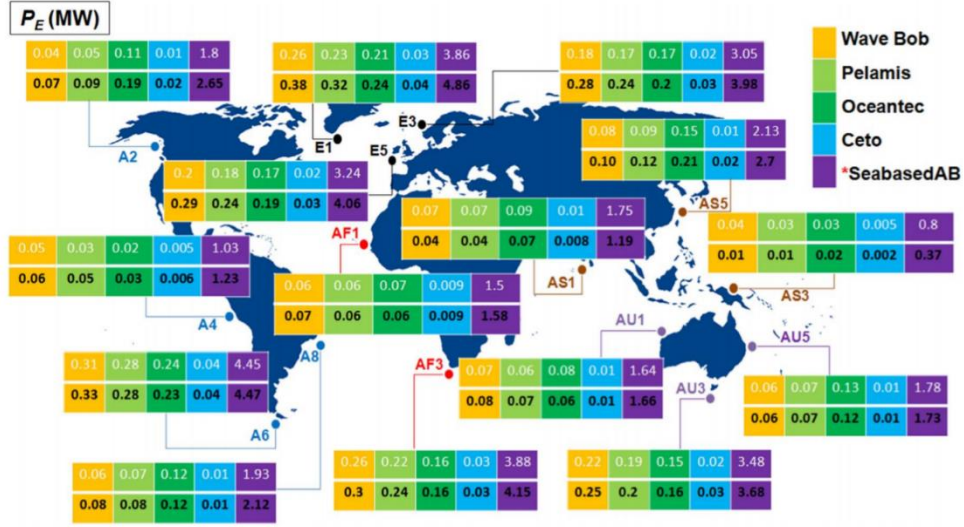 P_E (MW)
Wave Bob
Pelamis
Oceantec
Ceto
*SeabasedAB
0.04 0.05 0.11 0.01 1.8
0.07 0.09 0.19 0.02 2.65
A2
0.26 0.23 0.21 0.03 3.86
0.38 0.32 0.24 0.04 4.86
E1
0.18 0.17 0.17 0.02 3.05
0.28 0.24 0.2 0.03 3.98
E3
0.08 0.09 0.15 0.01 2.13
0.10 0.12 0.21 0.02 2.7
AS5
0.2 0.18 0.17 0.02 3.24
0.29 0.24 0.19 0.03 4.06
E5
0.07 0.07 0.09 0.01 1.75
0.04 0.04 0.07 0.008 1.19
AS1
0.04 0.03 0.03 0.005 0.8
0.01 0.01 0.02 0.002 0.37
AS3
0.05 0.03 0.02 0.005 1.03
0.06 0.05 0.03 0.006 1.23
A4
AF1
0.06 0.06 0.07 0.009 1.5
0.07 0.06 0.06 0.009 1.58
0.31 0.28 0.24 0.04 4.45
0.33 0.28 0.23 0.04 4.47
A6
AU1
0.07 0.06 0.08 0.01 1.64
0.08 0.07 0.06 0.01 1.66
AU5
0.06 0.07 0.13 0.01 1.78
0.06 0.07 0.12 0.01 1.73
A8
0.06 0.07 0.12 0.01 1.93
0.08 0.08 0.12 0.01 2.12
AF3
0.26 0.22 0.16 0.03 3.88
0.3 0.24 0.16 0.03 4.15
AU3
0.22 0.19 0.15 0.02 3.48
0.25 0.2 0.16 0.03 3.68